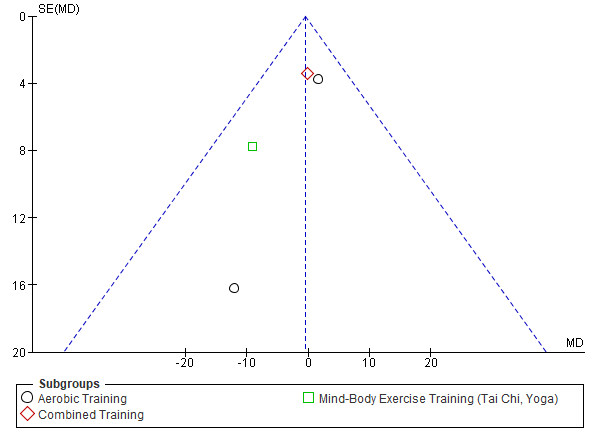 SE(MD)
0
4
8
12
16
20
-20 -10 0 10 20
MD
Subgroups
Aerobic Training
Mind-Body Exercise Training (Tai Chi, Yoga)
Combined Training